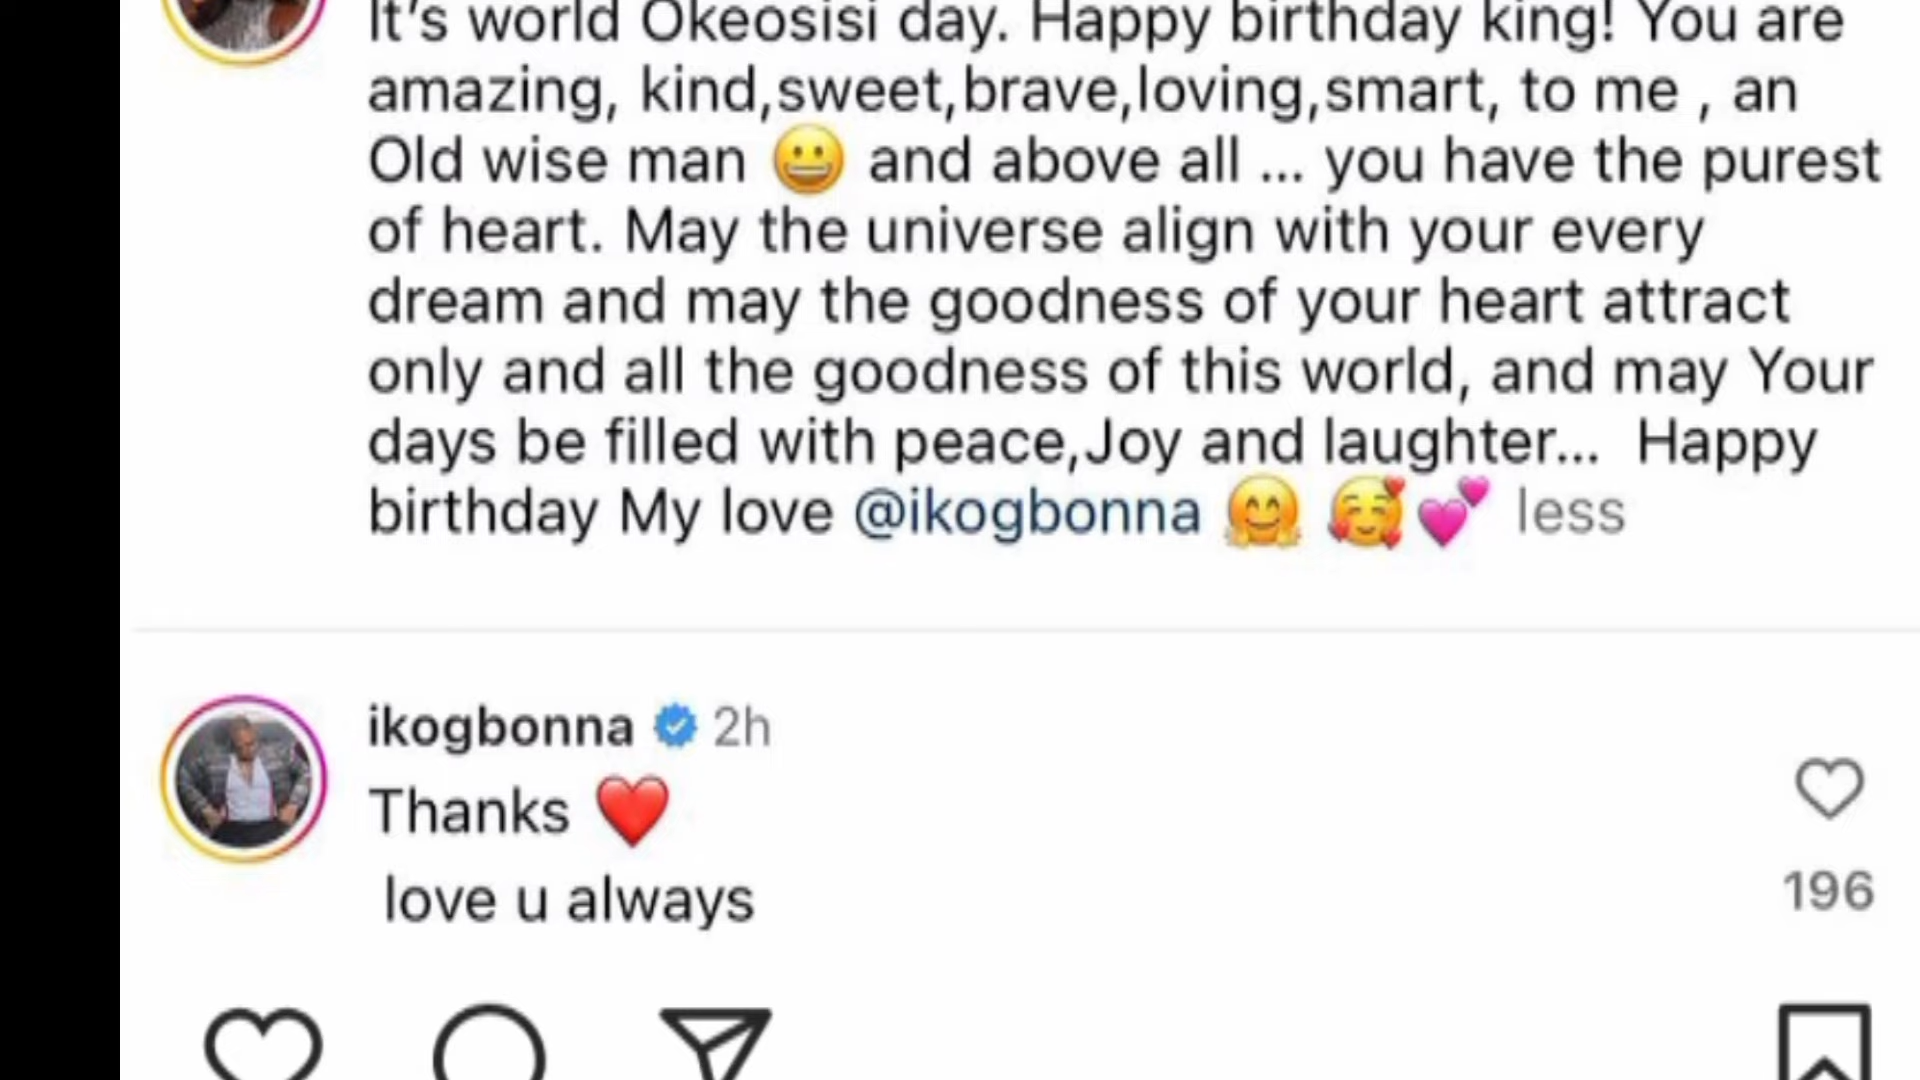 It's world Okeosisi day. Happy birthday king! You are
amazing, kind,sweet,brave,loving,smart, to me , an
Old wise man 😀 and above all ... you have the purest
of heart. May the universe align with your every
dream and may the goodness of your heart attract
only and all the goodness of this world, and may Your
days be filled with peace,Joy and laughter...  Happy
birthday My love @ikogbonna 🤗 🥰💕 less
ikogbonna 2h
Thanks ❤️
love u always
196